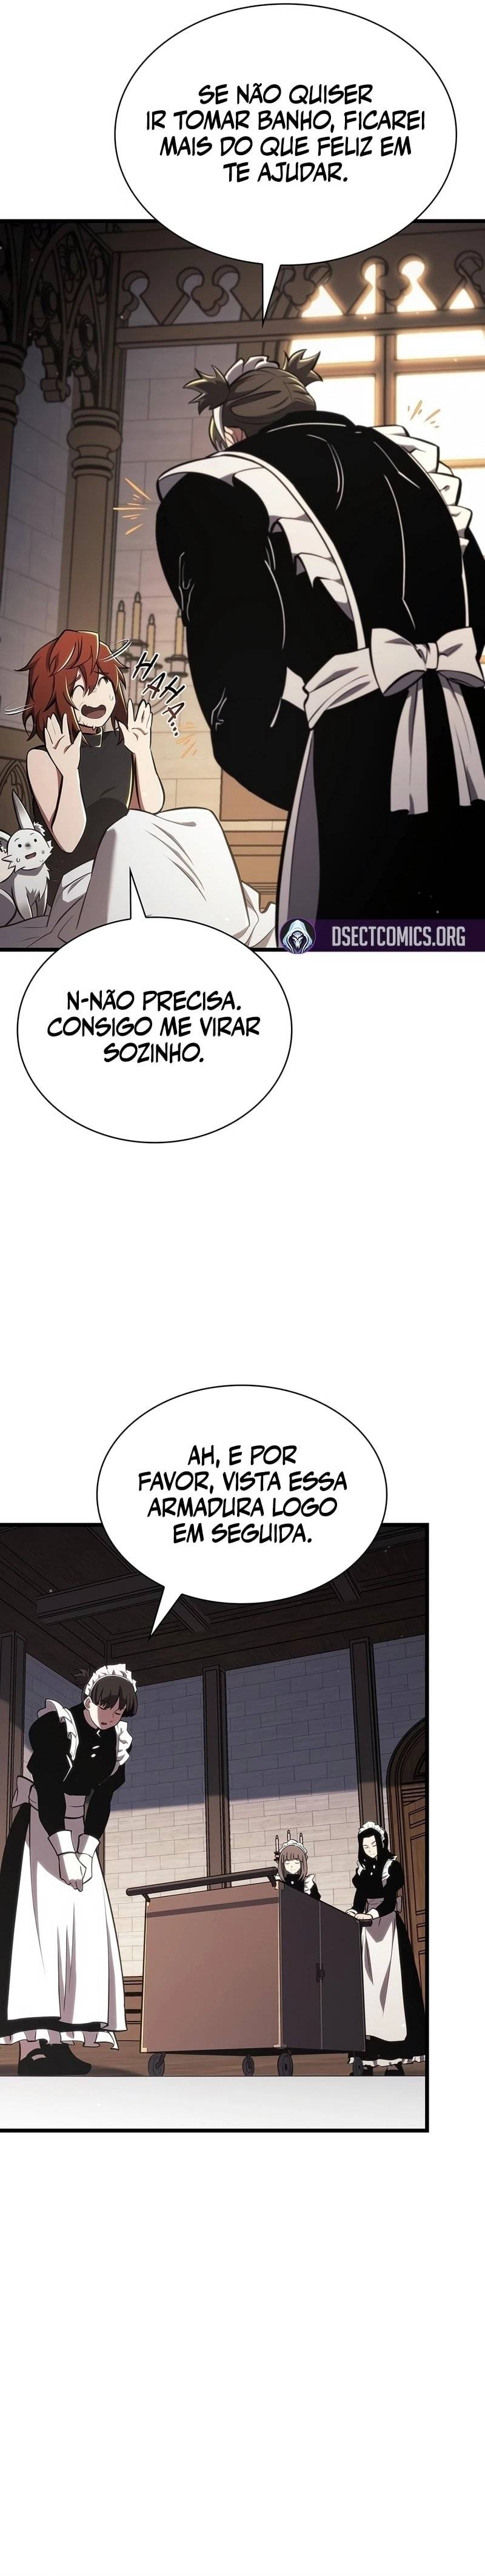 SE NÃO QUISER
IR TOMAR BANHO, FICAREI
MAIS DO QUE FELIZ EM
TE AJUDAR.
HAHA...
DSECTCOMICS.ORG
N-NÃO PRECISA.
CONSIGO ME VIRAR
SOZINHO.
AH, E POR
FAVOR, VISTA ESSA
ARMADURA LOGO
EM SEGUIDA.